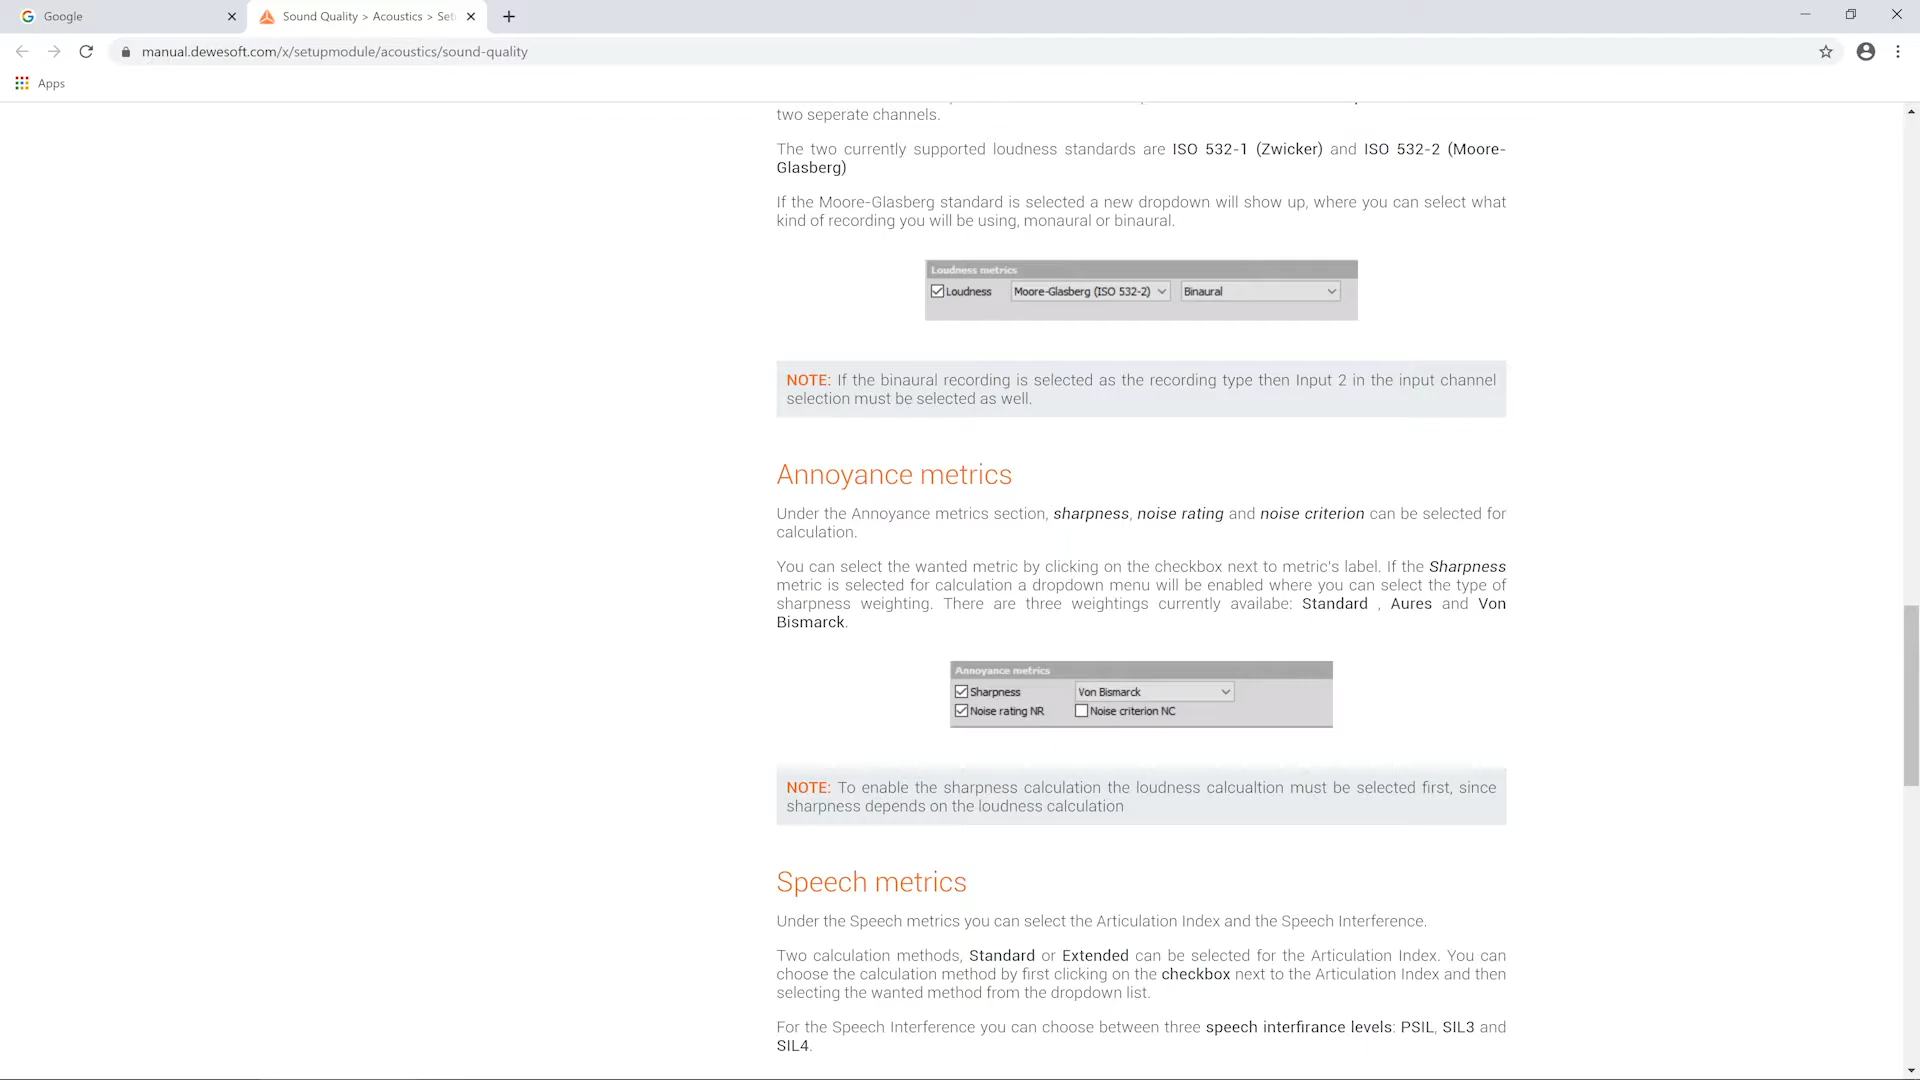 Google
Sound Quality > Acoustics > Set
manual.dewesoft.com/x/setupmodule/acoustics/sound-quality
Apps
two seperate channels.
The two currently supported loudness standards are ISO 532-1 (Zwicker) and ISO 532-2 (Moore-
Glasberg)
If the Moore-Glasberg standard is selected a new dropdown will show up, where you can select what
kind of recording you will be using, monaural or binaural.
Loudness metrics
Loudness Moore-Glasberg (ISO 532-2) Binaural
NOTE: If the binaural recording is selected as the recording type then Input 2 in the input channel
selection must be selected as well.
Annoyance metrics
Under the Annoyance metrics section, sharpness, noise rating and noise criterion can be selected for
calculation.
You can select the wanted metric by clicking on the checkbox next to metric's label. If the Sharpness
metric is selected for calculation a dropdown menu will be enabled where you can select the type of
sharpness weighting. There are three weightings currently availabe: Standard , Aures and Von
Bismarck.
Annoyance metrics
Sharpness Von Bismarck
Noise rating NR Noise criterion NC
NOTE: To enable the sharpness calculation the loudness calcualtion must be selected first, since
sharpness depends on the loudness calculation
Speech metrics
Under the Speech metrics you can select the Articulation Index and the Speech Interference.
Two calculation methods, Standard or Extended can be selected for the Articulation Index. You can
choose the calculation method by first clicking on the checkbox next to the Articulation Index and then
selecting the wanted method from the dropdown list.
For the Speech Interference you can choose between three speech interfirance levels: PSIL, SIL3 and
SIL4.